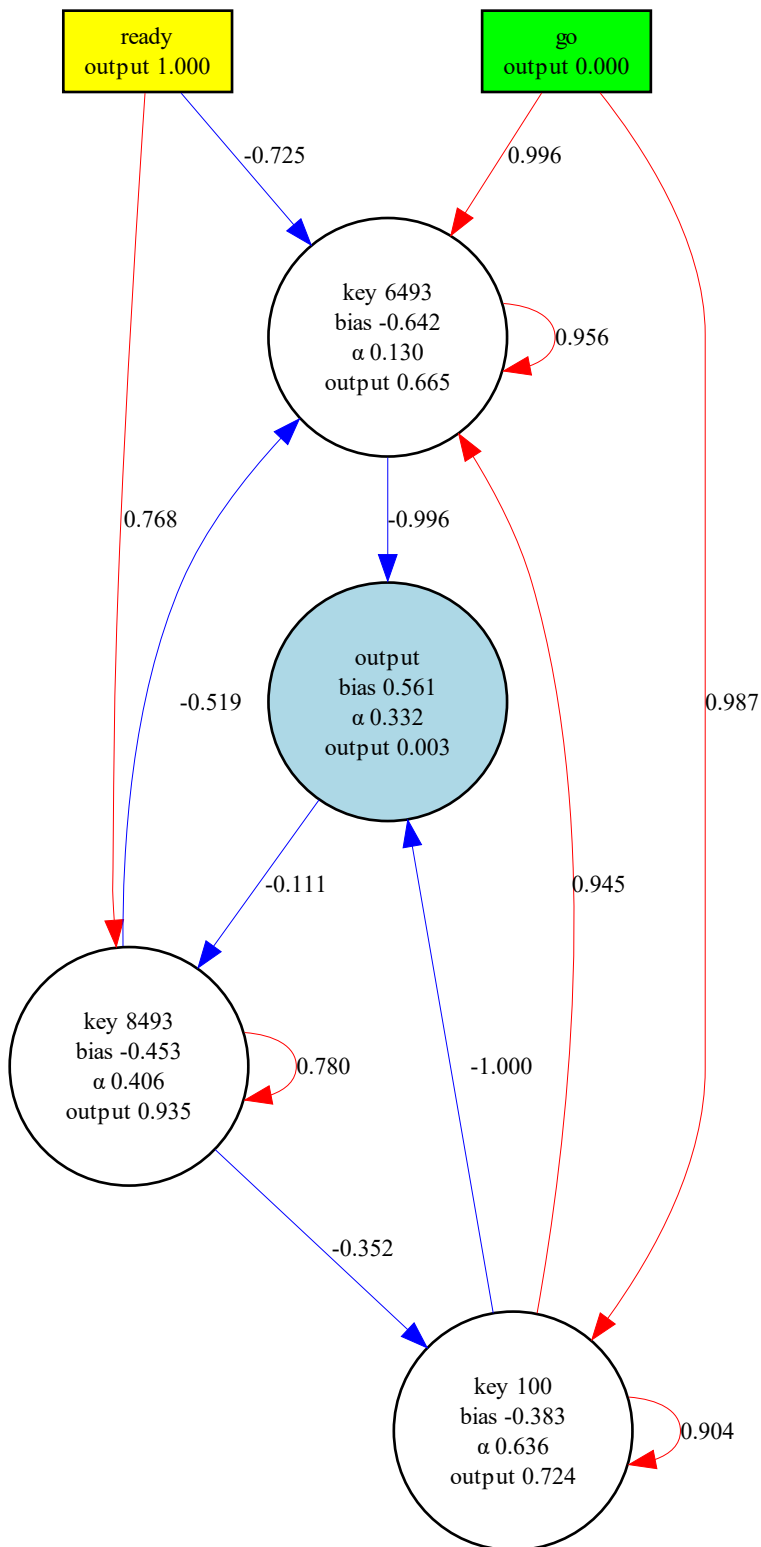 ready
output 1.000
go
output 0.000
-0.725
0.996
key 6493
bias -0.642
α 0.130
output 0.665
0.956
0.768
-0.996
-0.519
output
bias 0.561
α 0.332
output 0.003
0.987
-0.111
0.945
key 8493
bias -0.453
α 0.406
output 0.935
0.780
-1.000
-0.352
key 100
bias -0.383
α 0.636
output 0.724
0.904